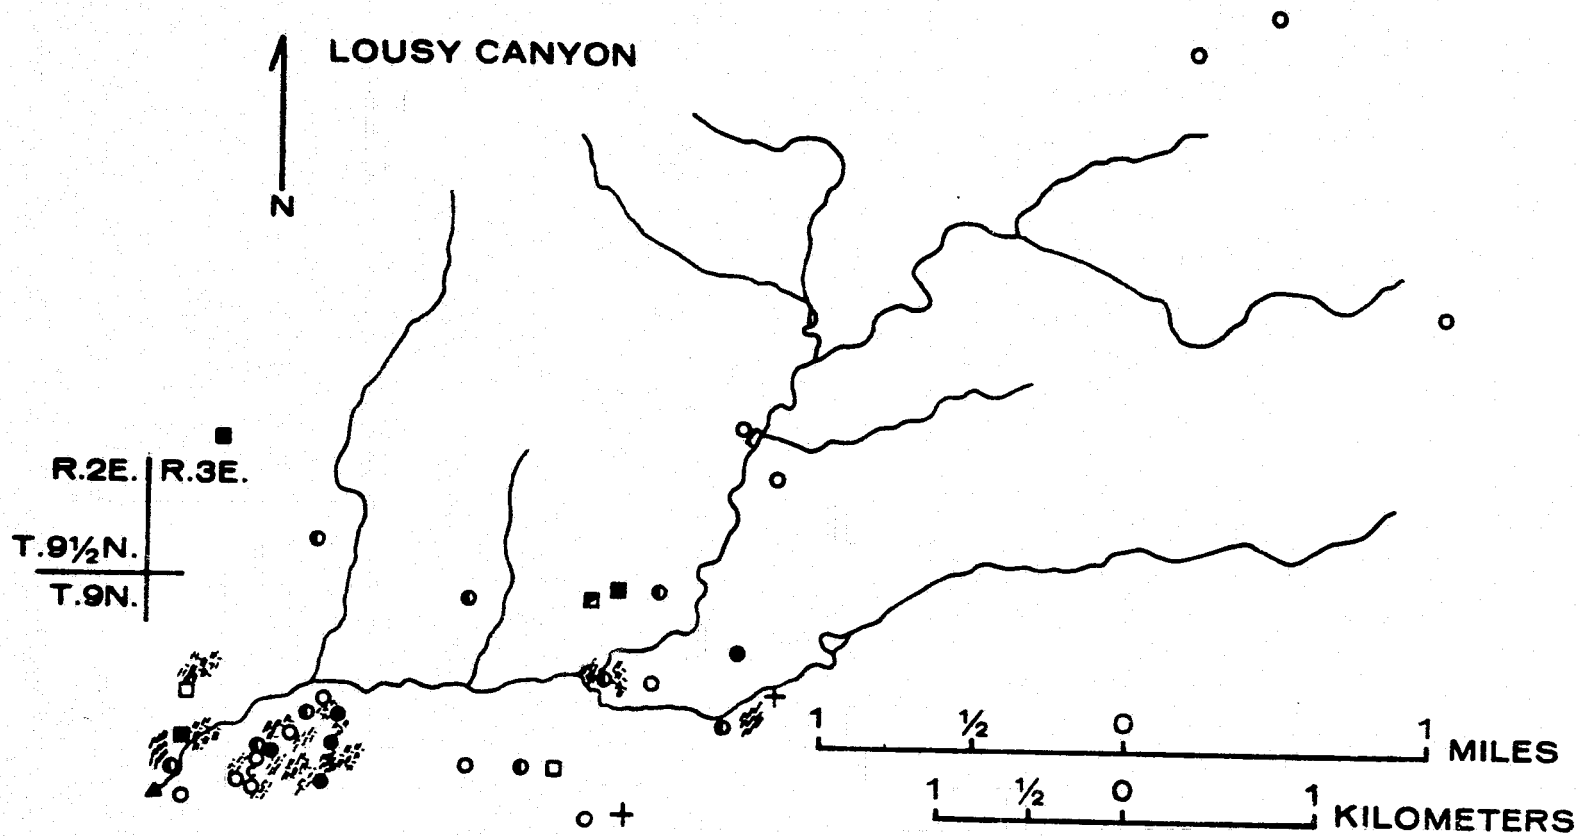 LOUSY CANYON
N
R.2E. R.3E.
T.9½N.
T.9N.
1 ½ 0 1 MILES
1 ½ 0 1 KILOMETERS